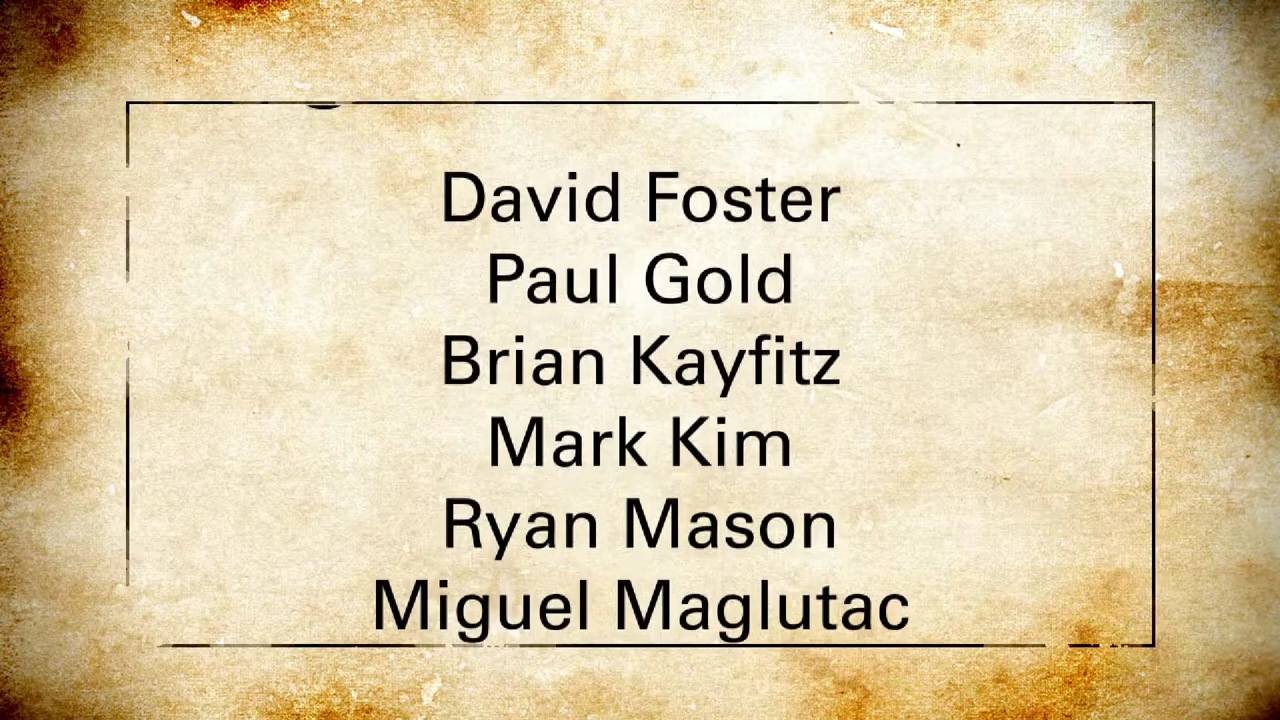 David Foster
Paul Gold
Brian Kayfitz
Mark Kim
Ryan Mason
Miguel Maglutac